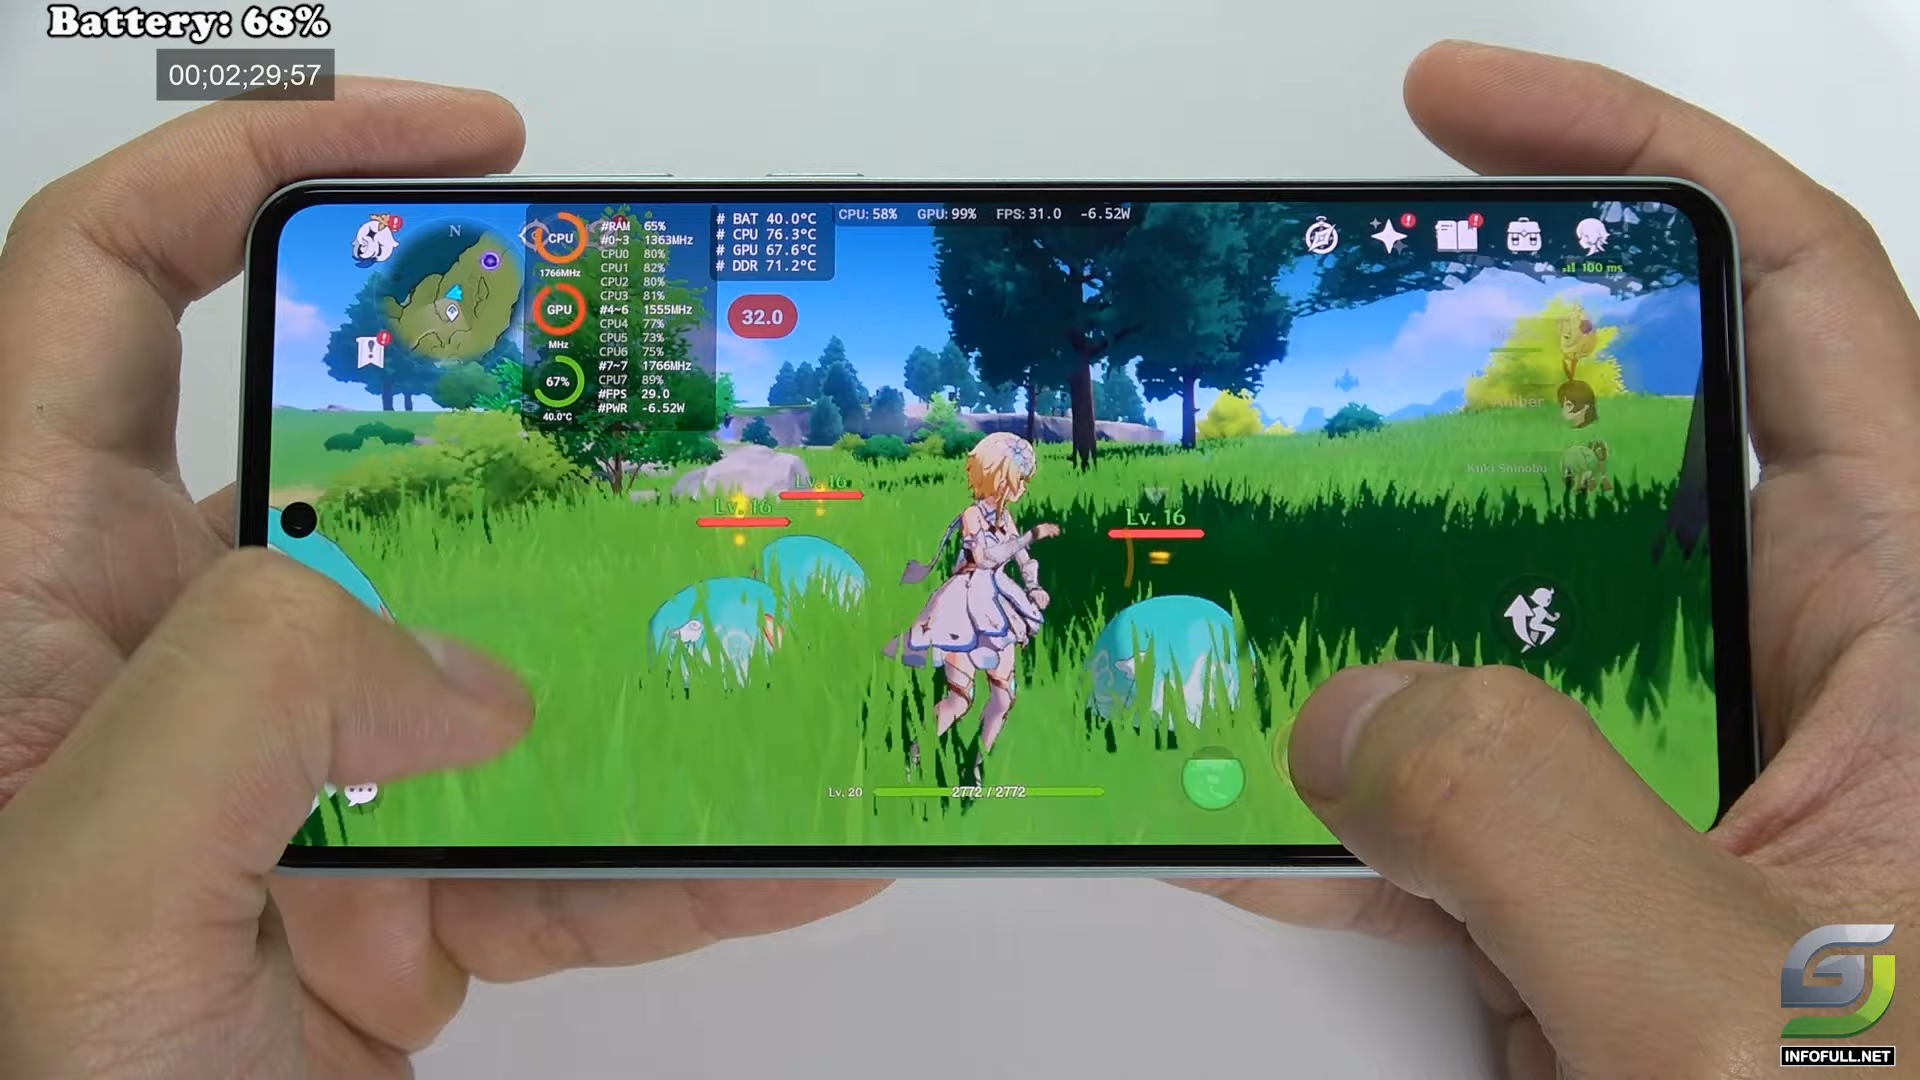 Battery: 68%
00;02;29;57
N
CPU
1766MHz
GPU
MHz
67%
40.0°C
#RAM 65%
#0~3 1363MHz
CPU0 80%
CPU1 82%
CPU2 80%
CPU3 81%
#4~6 1555MHz
CPU4 77%
CPU5 73%
CPU6 75%
#7~7 1766MHz
CPU7 89%
#FPS 29.0
#PWR -6.52W
# BAT 40.0°C
# CPU 76.3°C
# GPU 67.6°C
# DDR 71.2°C
CPU: 58% GPU: 99% FPS: 31.0 -6.52W
32.0
100 ms
Amber
Kuki Shinobu
Lv. 16
Lv. 16
Lv. 16
Lv. 20
2772 / 2772
INFOFULL.NET